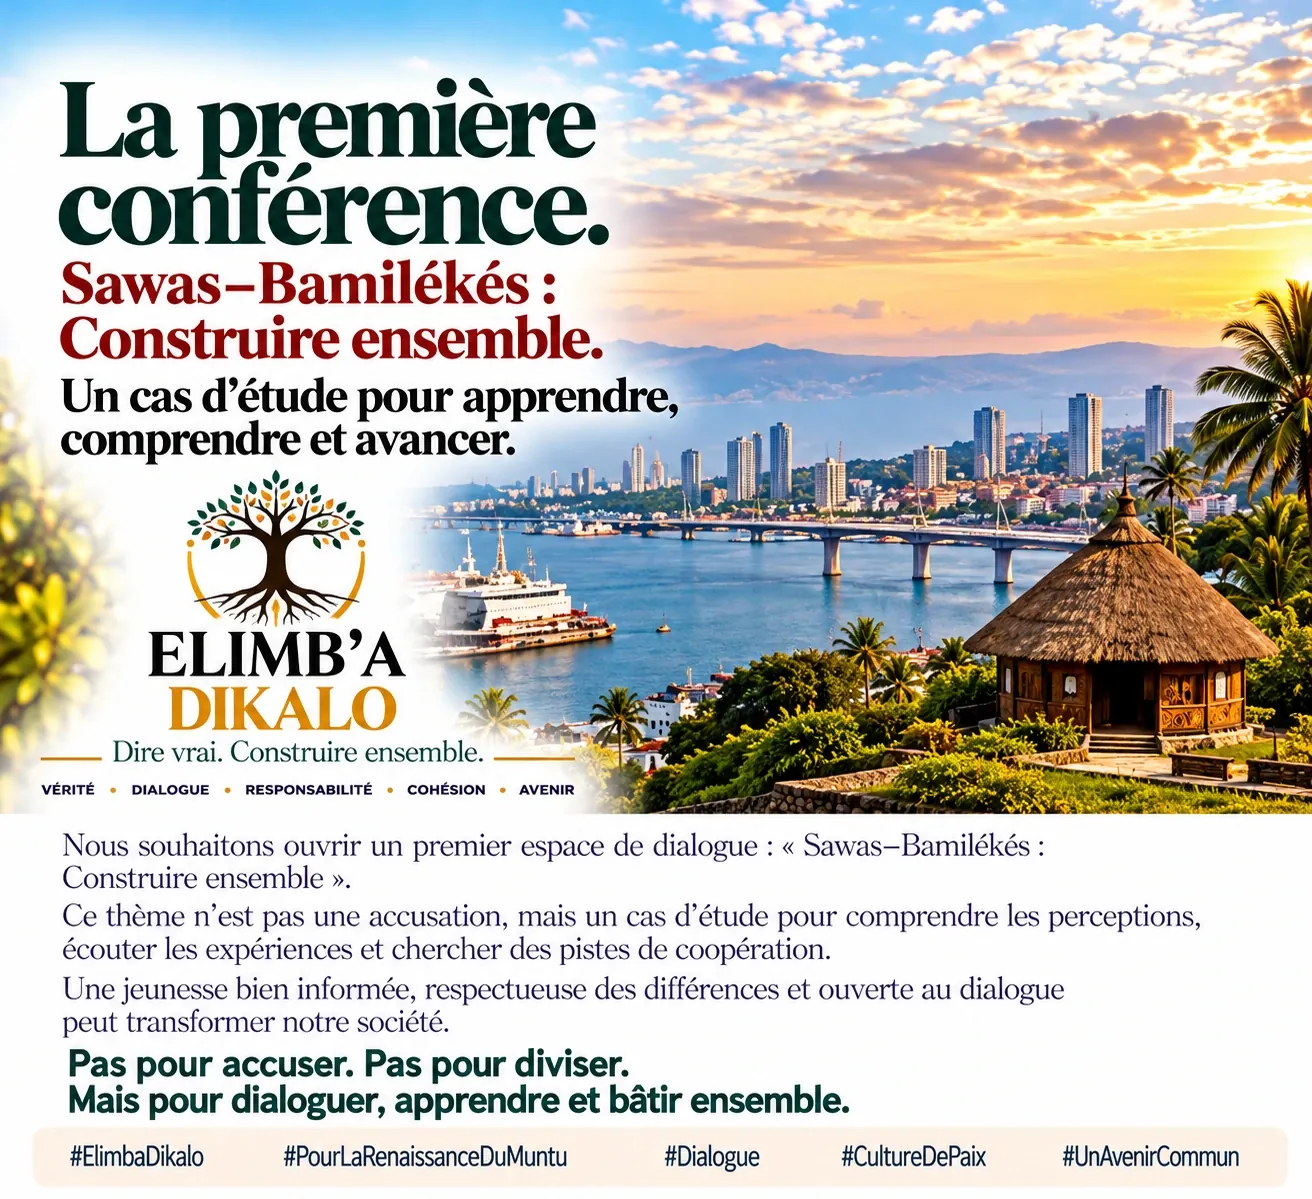 La première
conférence.
Sawas–Bamilékés :
Construire ensemble.
Un cas d’étude pour apprendre,
comprendre et avancer.
ELIMB’A
DIKALO
Dire vrai. Construire ensemble.
VÉRITÉ • DIALOGUE • RESPONSABILITÉ • COHÉSION • AVENIR
Nous souhaitons ouvrir un premier espace de dialogue : « Sawas–Bamilékés :
Construire ensemble ».
Ce thème n’est pas une accusation, mais un cas d’étude pour comprendre les perceptions,
écouter les expériences et chercher des pistes de coopération.
Une jeunesse bien informée, respectueuse des différences et ouverte au dialogue
peut transformer notre société.
Pas pour accuser. Pas pour diviser.
Mais pour dialoguer, apprendre et bâtir ensemble.
#ElimbaDikalo #PourLaRenaissanceDuMuntu #Dialogue #CultureDePaix #UnAvenirCommun